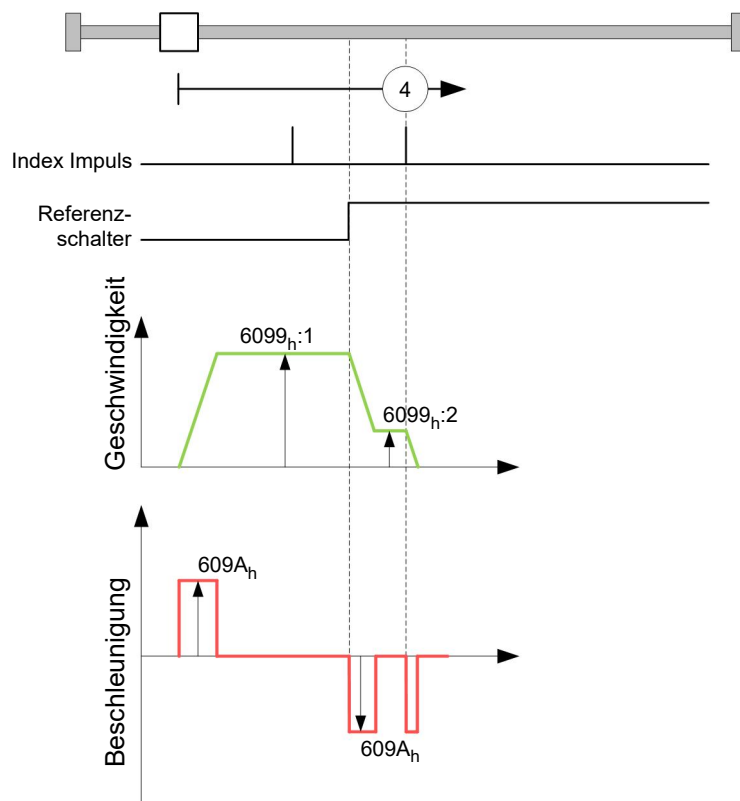 4
Index Impuls
Referenz-
schalter
Geschwindigkeit
6099h:1
6099h:2
Beschleunigung
609Ah
609Ah